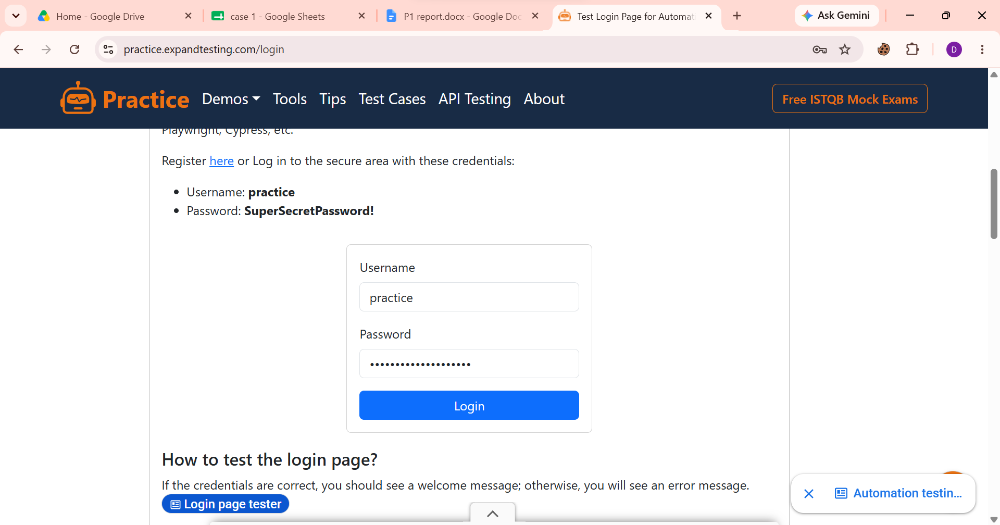 Home - Google Drive
case 1 - Google Sheets
P1 report.docx - Google Doc
Test Login Page for Automat
Ask Gemini
practice.expandtesting.com/login
D
Practice
Demos
Tools
Tips
Test Cases
API Testing
About
Free ISTQB Mock Exams
Playwright, Cypress, etc.
Register here or Log in to the secure area with these credentials:
Username: practice
Password: SuperSecretPassword!
Username
practice
Password
••••••••••••••••••••
Login
How to test the login page?
If the credentials are correct, you should see a welcome message; otherwise, you will see an error message.
Login page tester
Automation testin...